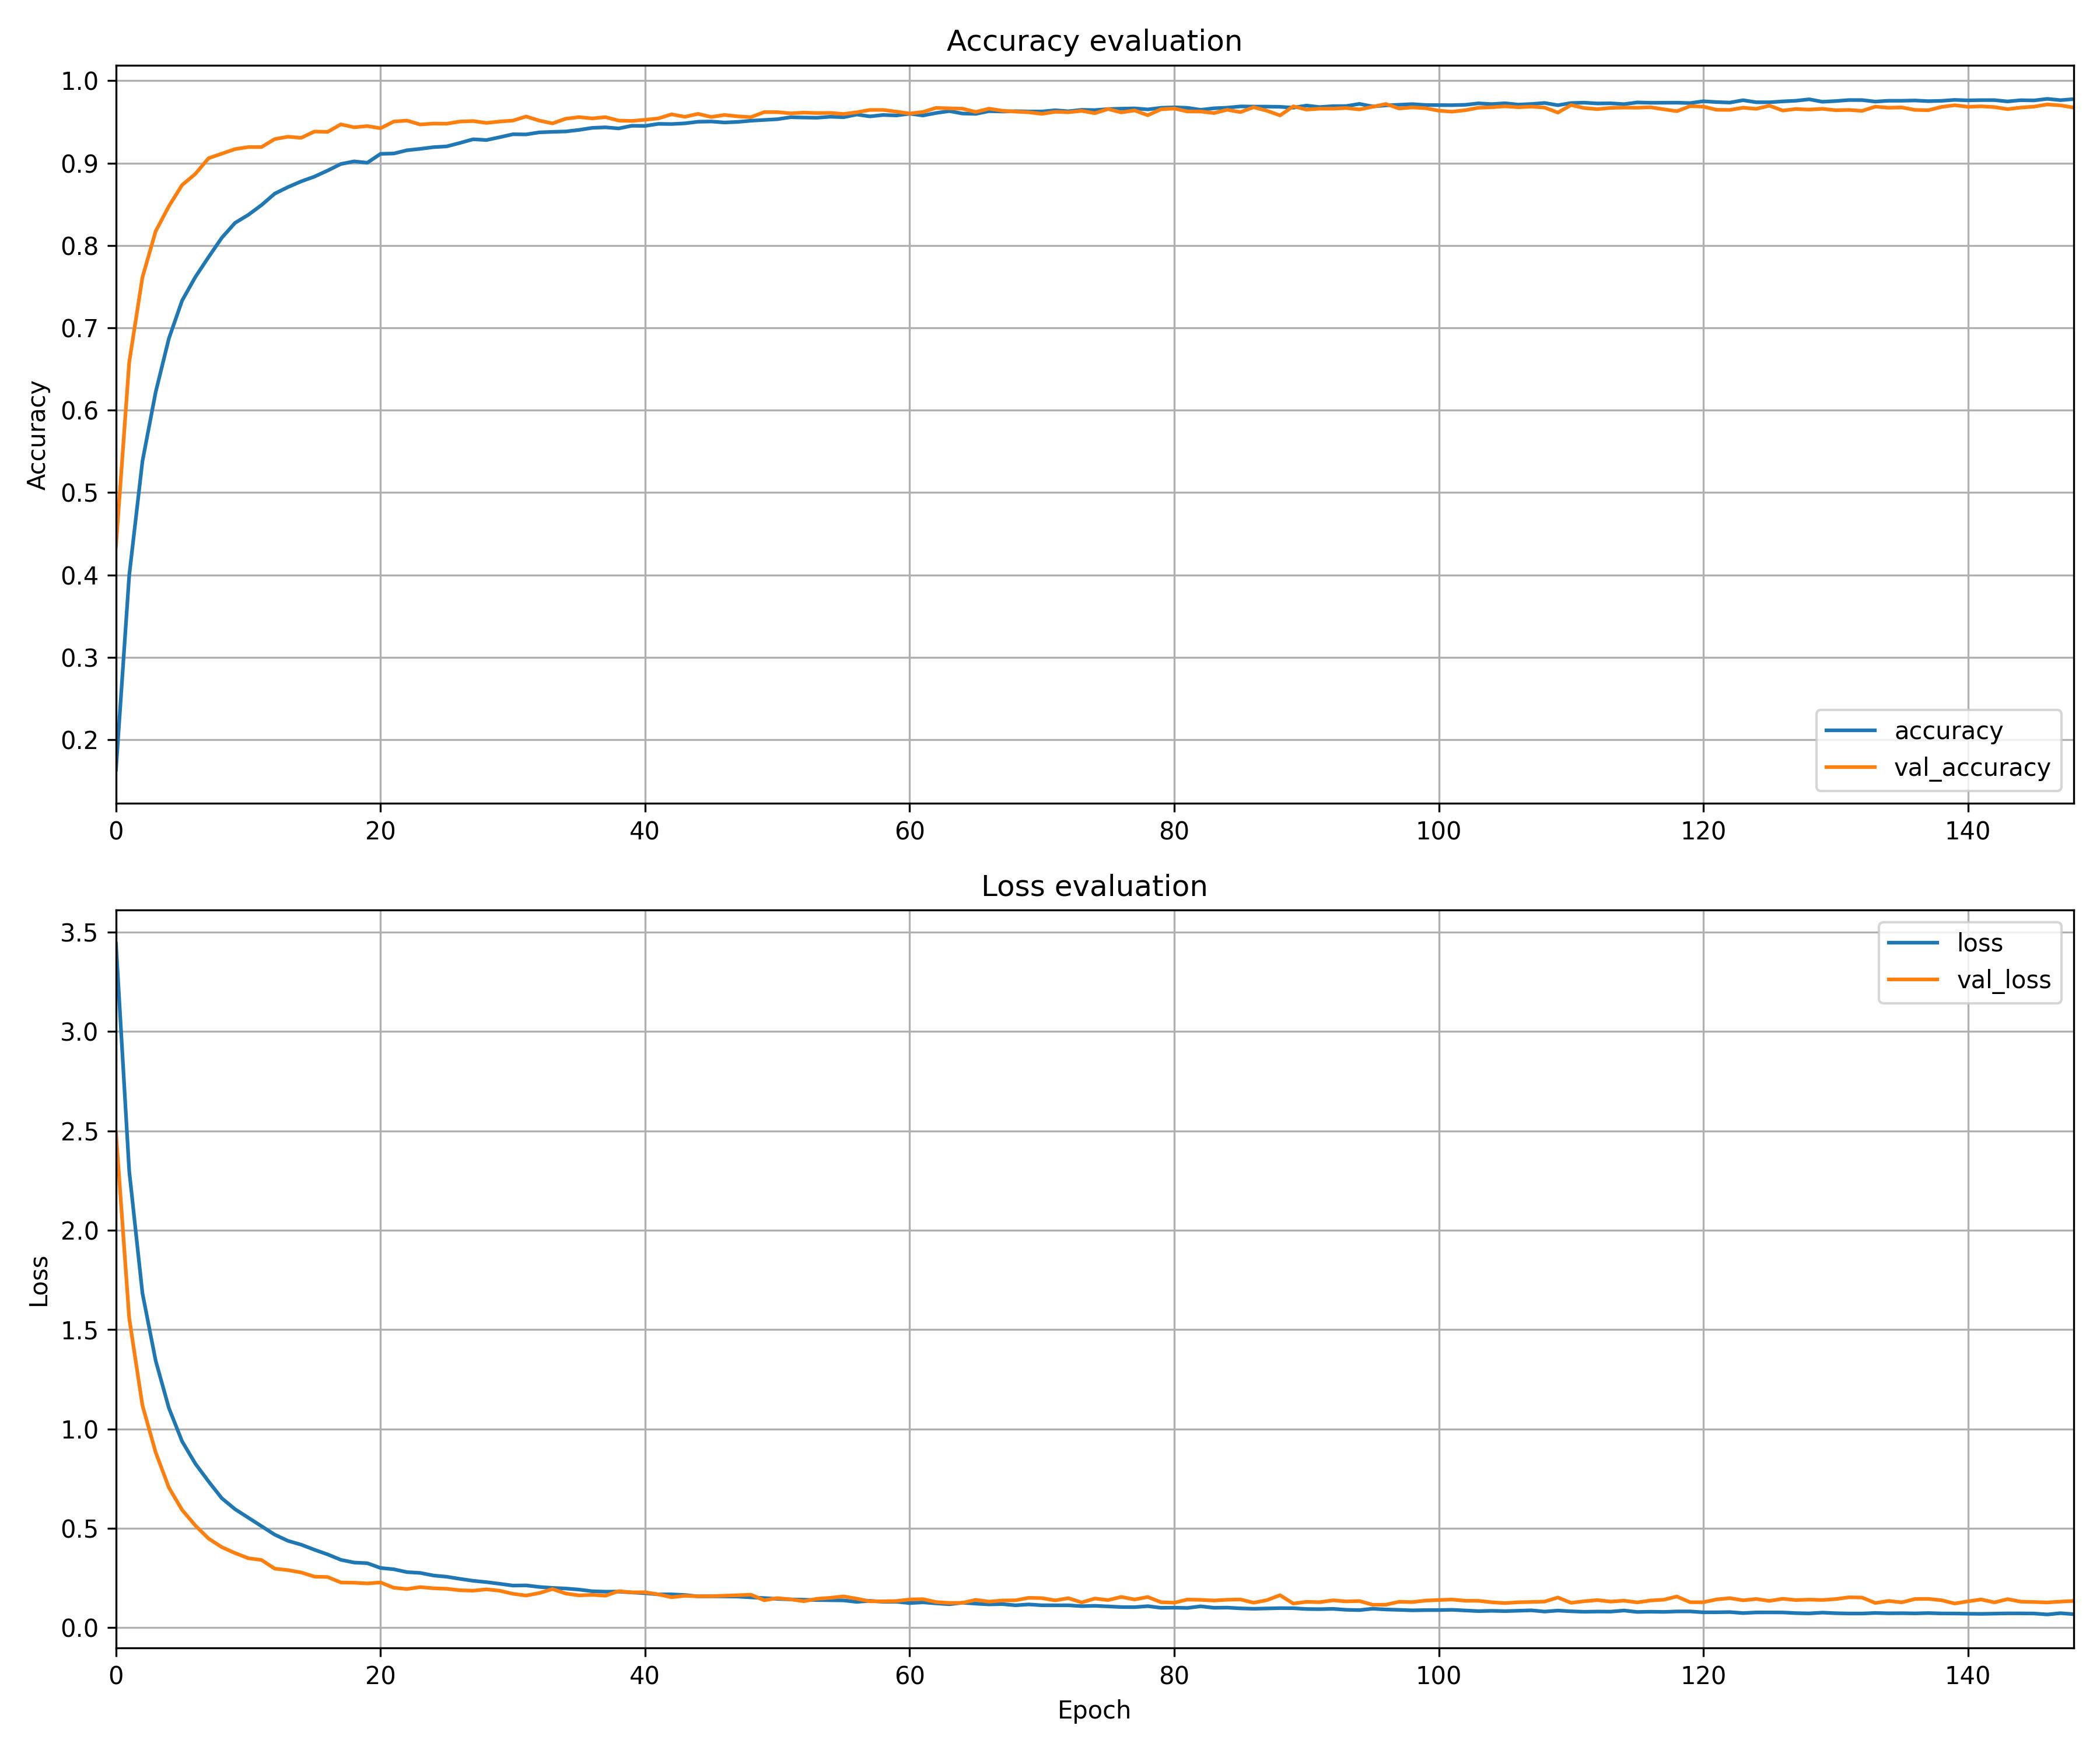 Accuracy evaluation
1.0
0.9
0.8
0.7
0.6
0.5
0.4
0.3
0.2
Accuracy
accuracy
val_accuracy
0 20 40 60 80 100 120 140
Loss evaluation
3.5
3.0
2.5
2.0
1.5
1.0
0.5
0.0
Loss
loss
val_loss
0 20 40 60 80 100 120 140
Epoch